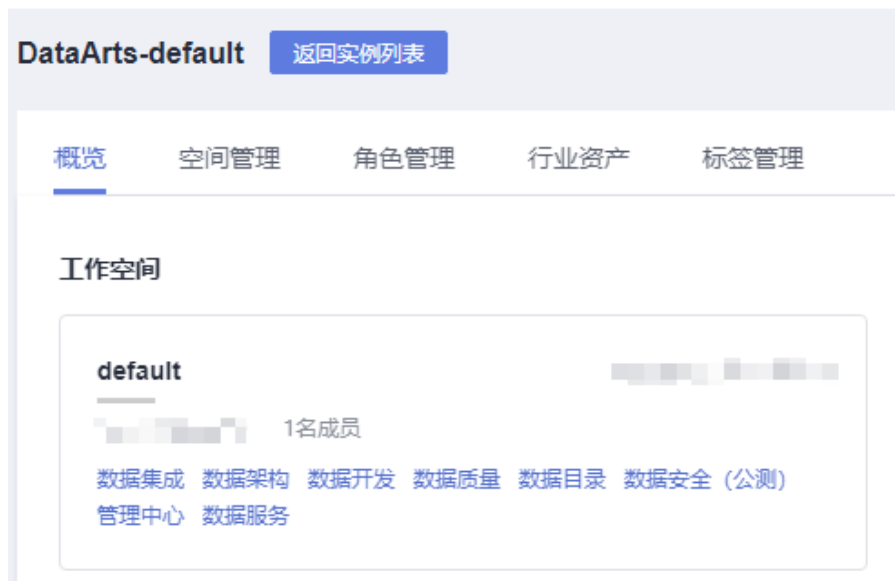 DataArts-default 返回实例列表
概览 空间管理 角色管理 行业资产 标签管理
工作空间
default
1名成员
数据集成 数据架构 数据开发 数据质量 数据目录 数据安全（公测）
管理中心 数据服务